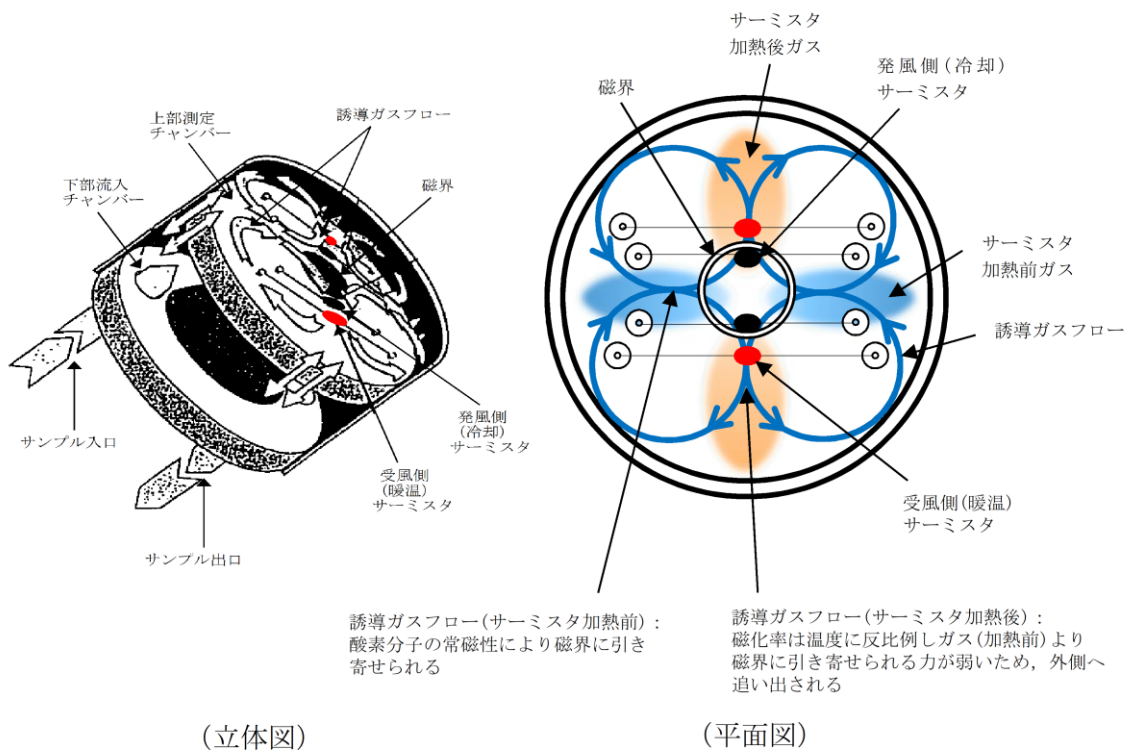 上部測定
チャンバー
誘導ガスフロー
下部流入
チャンバー
磁界
サンプル入口
発風側
(冷却)
サーミスタ
受風側
(暖温)
サーミスタ
サンプル出口
(立体図)
サーミスタ
加熱後ガス
磁界
発風側(冷却)
サーミスタ
サーミスタ
加熱前ガス
誘導ガスフロー
受風側(暖温)
サーミスタ
誘導ガスフロー(サーミスタ加熱前):
酸素分子の常磁性により磁界に引き
寄せられる
誘導ガスフロー(サーミスタ加熱後):
磁化率は温度に反比例しガス(加熱前)より
磁界に引き寄せられる力が弱いため,外側へ
追い出される
(平面図)